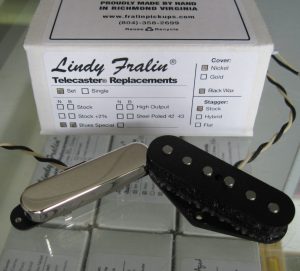 PROUDLY MADE BY HAND
IN RICHMOND VIRGINIA
www.fralinpickups.com
(804)-358-2699
Reuse Recycle
Lindy Fralin®
Telecaster® Replacements
Set Single
Cover:
Nickel
Gold
Black Wax
N B
Stock
Stock +2%
Blues Special
N B
High Output
Steel Poled 42 43
Stagger:
Stock
Hybrid
Flat